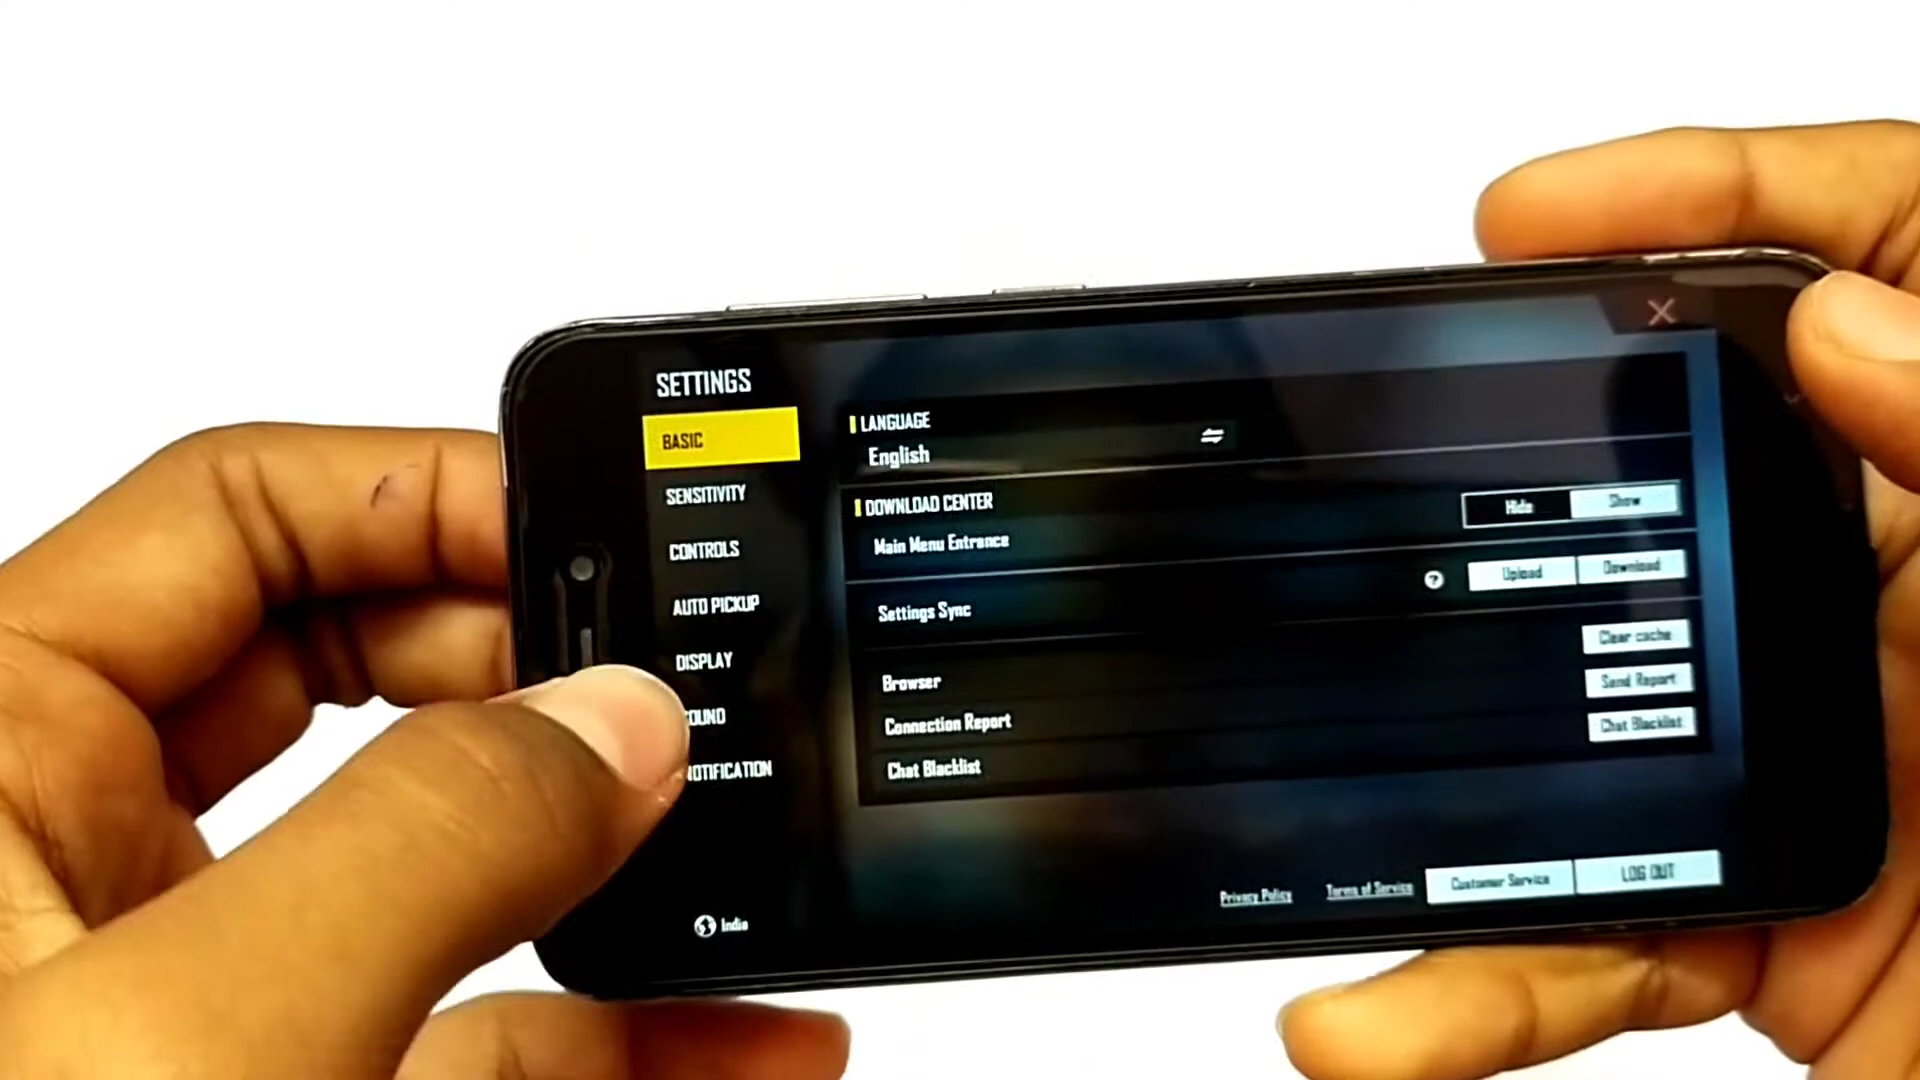 SETTINGS
BASIC
SENSITIVITY
CONTROLS
AUTO PICKUP
DISPLAY
OUND
NOTIFICATION
India
LANGUAGE
English
DOWNLOAD CENTER
Main Menu Entrance
Hide Show
Settings Sync
? Upload Download
Browser
Clear cache
Connection Report
Send Report
Chat Blacklist
Chat Blacklist
Privacy Policy Terms of Service Customer Service LOG OUT